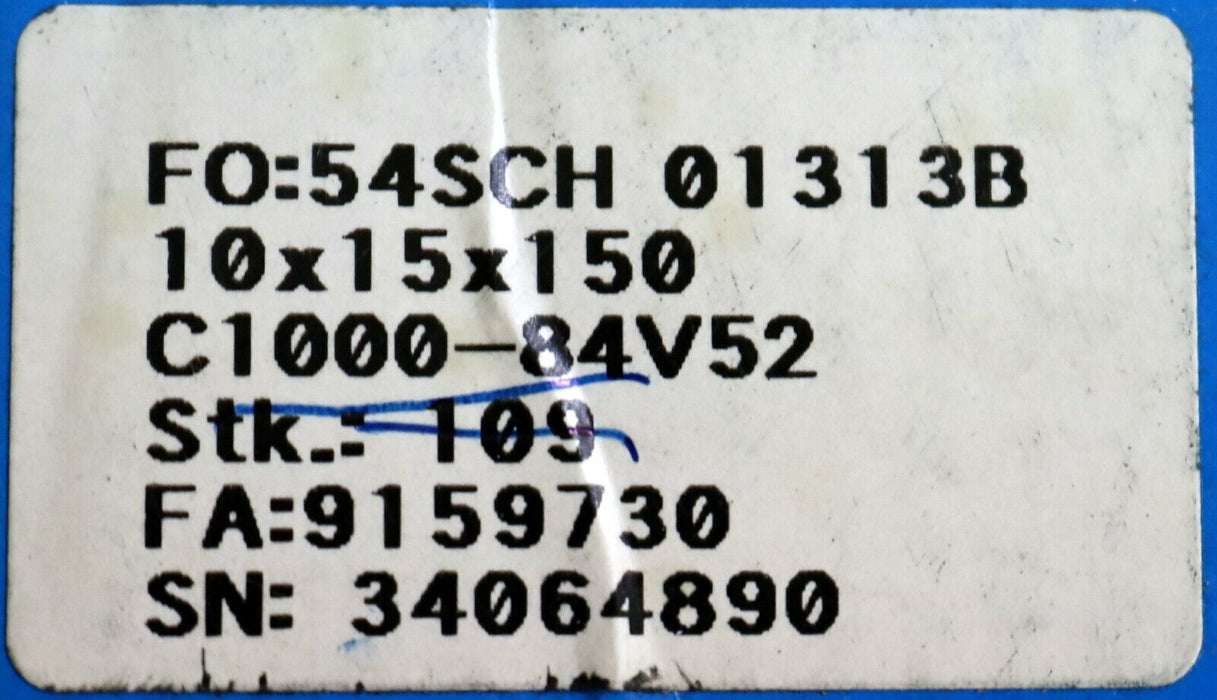 FO:54SCH 01313B
10x15x150
C1000-84V52
Stk.: 109
FA:9159730
SN: 34064890